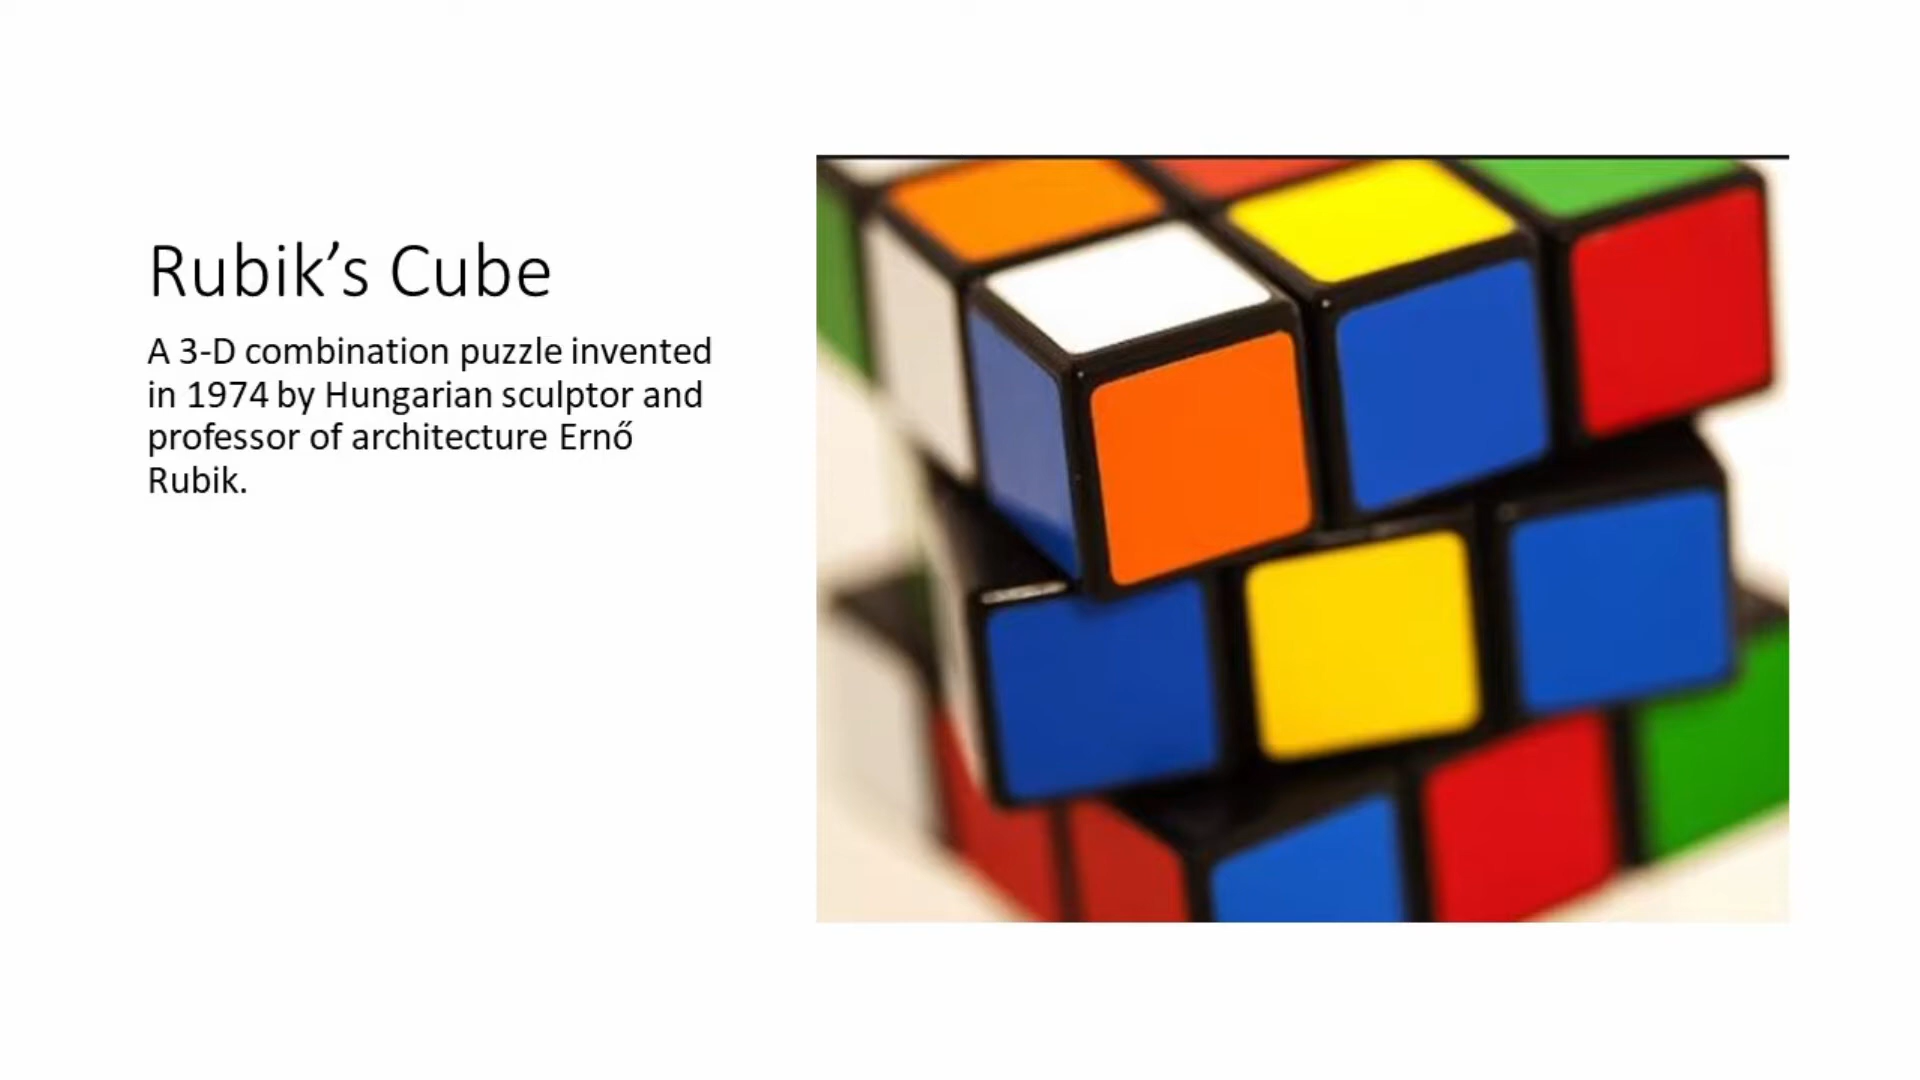 Rubik’s Cube
A 3-D combination puzzle invented
in 1974 by Hungarian sculptor and
professor of architecture Ernő
Rubik.